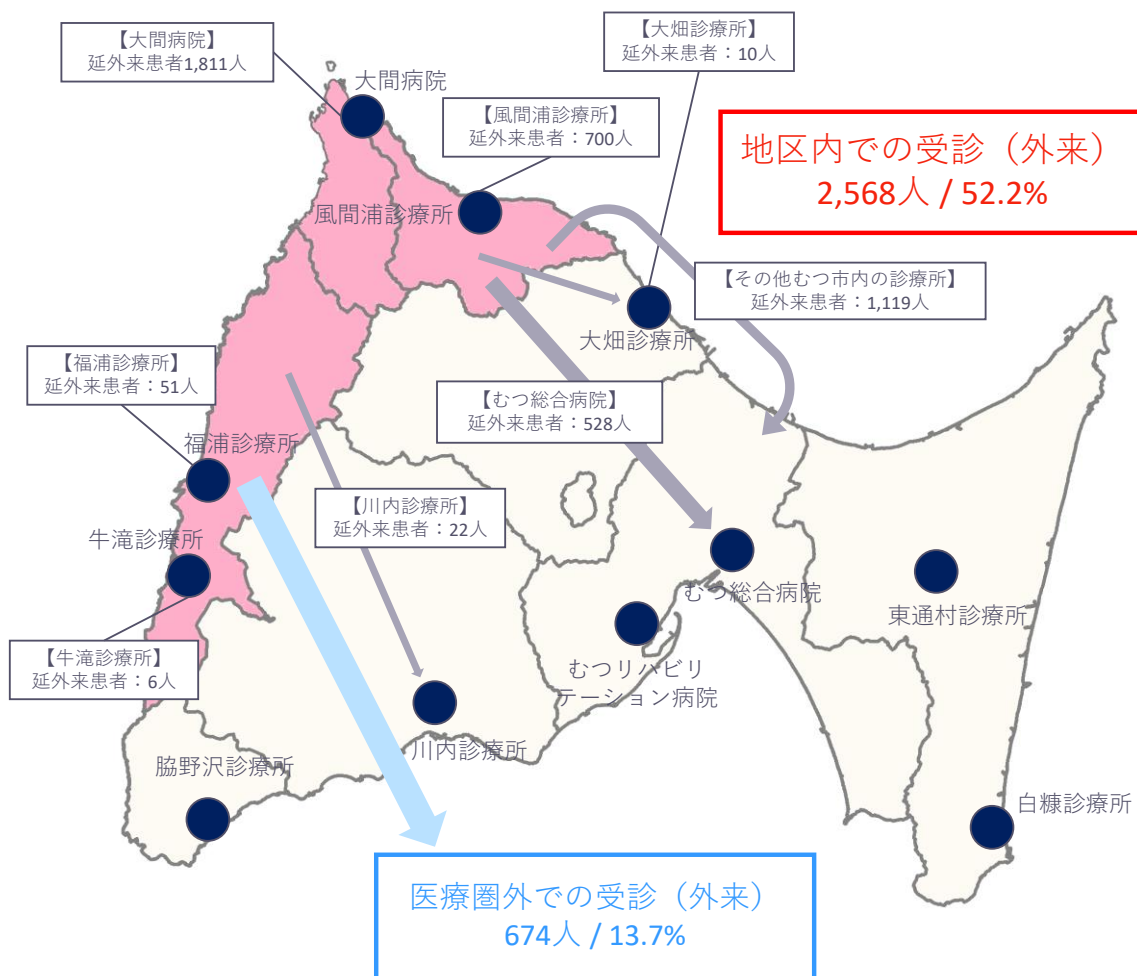 【大間病院】
延外来患者1,811人
大間病院
【大畑診療所】
延外来患者：10人
【風間浦診療所】
延外来患者：700人
風間浦診療所
地区内での受診（外来）
2,568人 / 52.2%
【その他むつ市内の診療所】
延外来患者：1,119人
大畑診療所
【福浦診療所】
延外来患者：51人
福浦診療所
【むつ総合病院】
延外来患者：528人
【川内診療所】
延外来患者：22人
牛滝診療所
【牛滝診療所】
延外来患者：6人
むつ総合病院
東通村診療所
むつリハビリ
テーション病院
川内診療所
脇野沢診療所
白糠診療所
医療圏外での受診（外来）
674人 / 13.7%